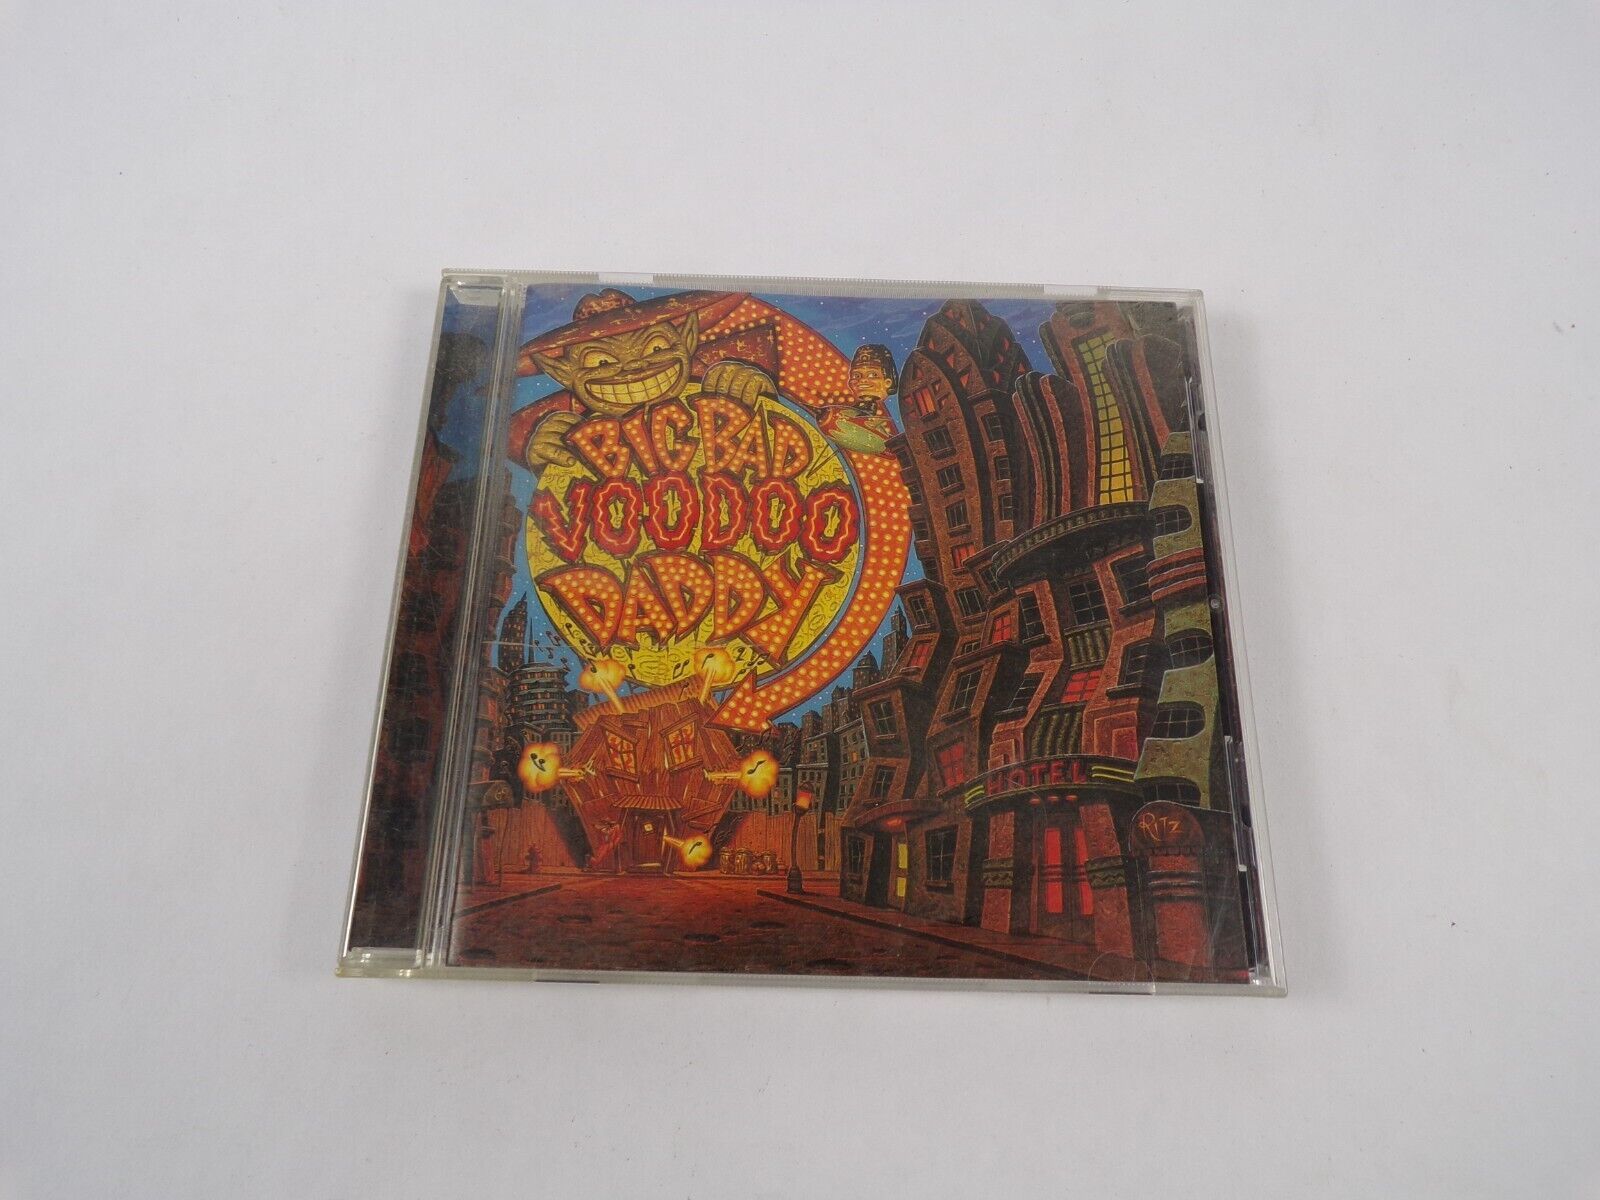 BIG BAD
VOODOO
DADDY
HOTEL
RITZ